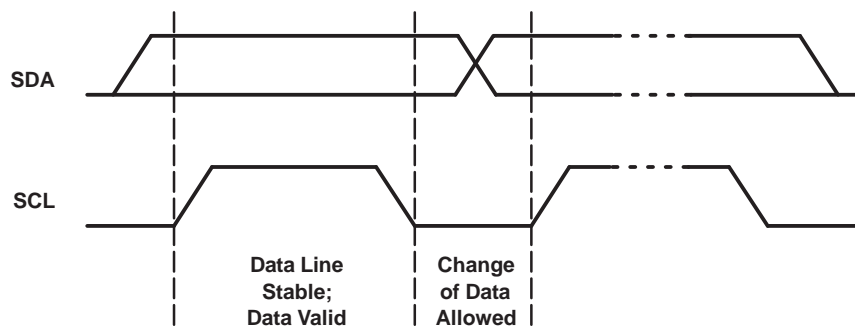 SDA
SCL
Data Line
Stable;
Data Valid
Change
of Data
Allowed